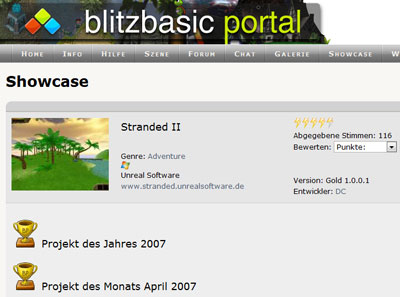 blitzbasic portal
Home Info Hilfe Szene Forum Chat Galerie Showcase W
Showcase
Stranded II
Abgegebene Stimmen: 116
Bewerten: Punkte:
Genre: Adventure
Unreal Software
www.stranded.unrealsoftware.de
Version: Gold 1.0.0.1
Entwickler: DC
Projekt des Jahres 2007
Projekt des Monats April 2007